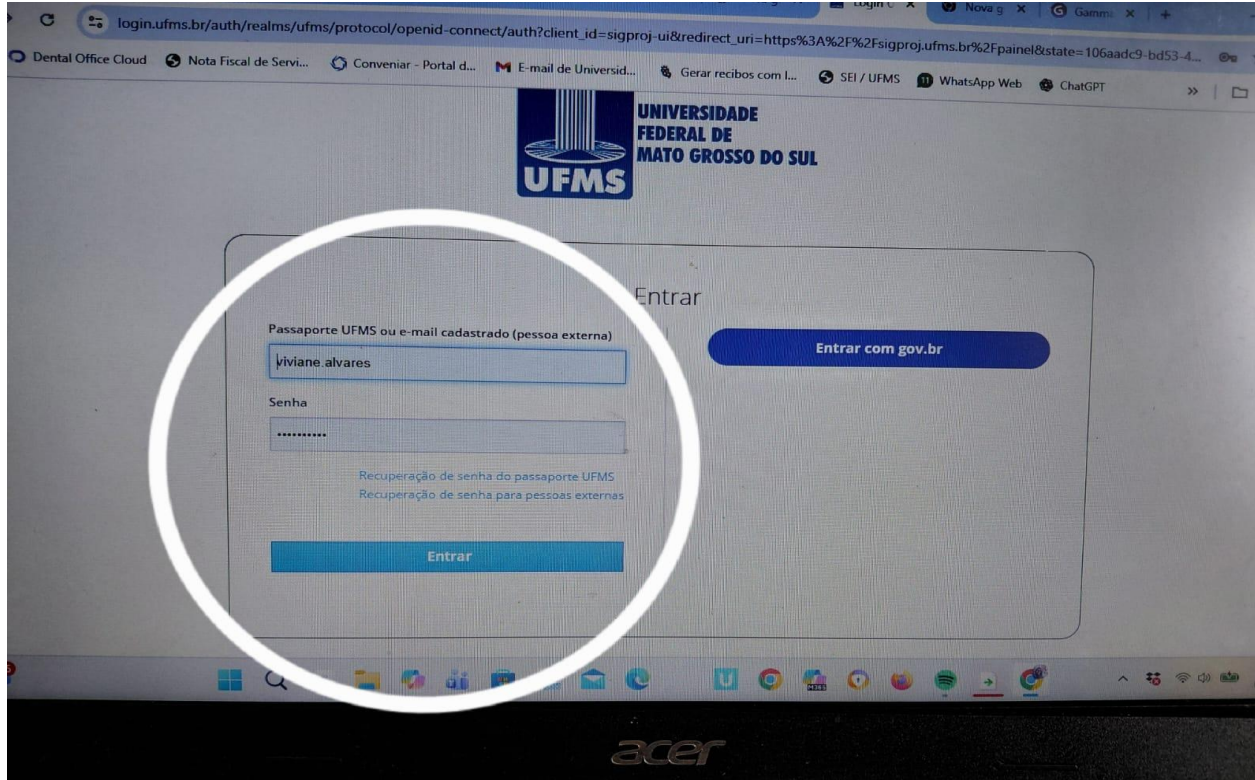 Nova g
Gamm
login.ufms.br/auth/realms/ufms/protocol/openid-connect/auth?client_id=sigproj-ui&redirect_uri=https%3A%2F%2Fsigproj.ufms.br%2Fpainel&state=106aadc9-bd53-4...
Dental Office Cloud Nota Fiscal de Servi... Conveniar - Portal d... E-mail de Universid... Gerar recibos com I... SEI / UFMS 11 WhatsApp Web ChatGPT »
UNIVERSIDADE
FEDERAL DE
MATO GROSSO DO SUL
UFMS
Entrar
Passaporte UFMS ou e-mail cadastrado (pessoa externa)
viviane.alvares
Senha
Recuperação de senha do passaporte UFMS
Recuperação de senha para pessoas externas
Entrar
Entrar com gov.br
M365
acer